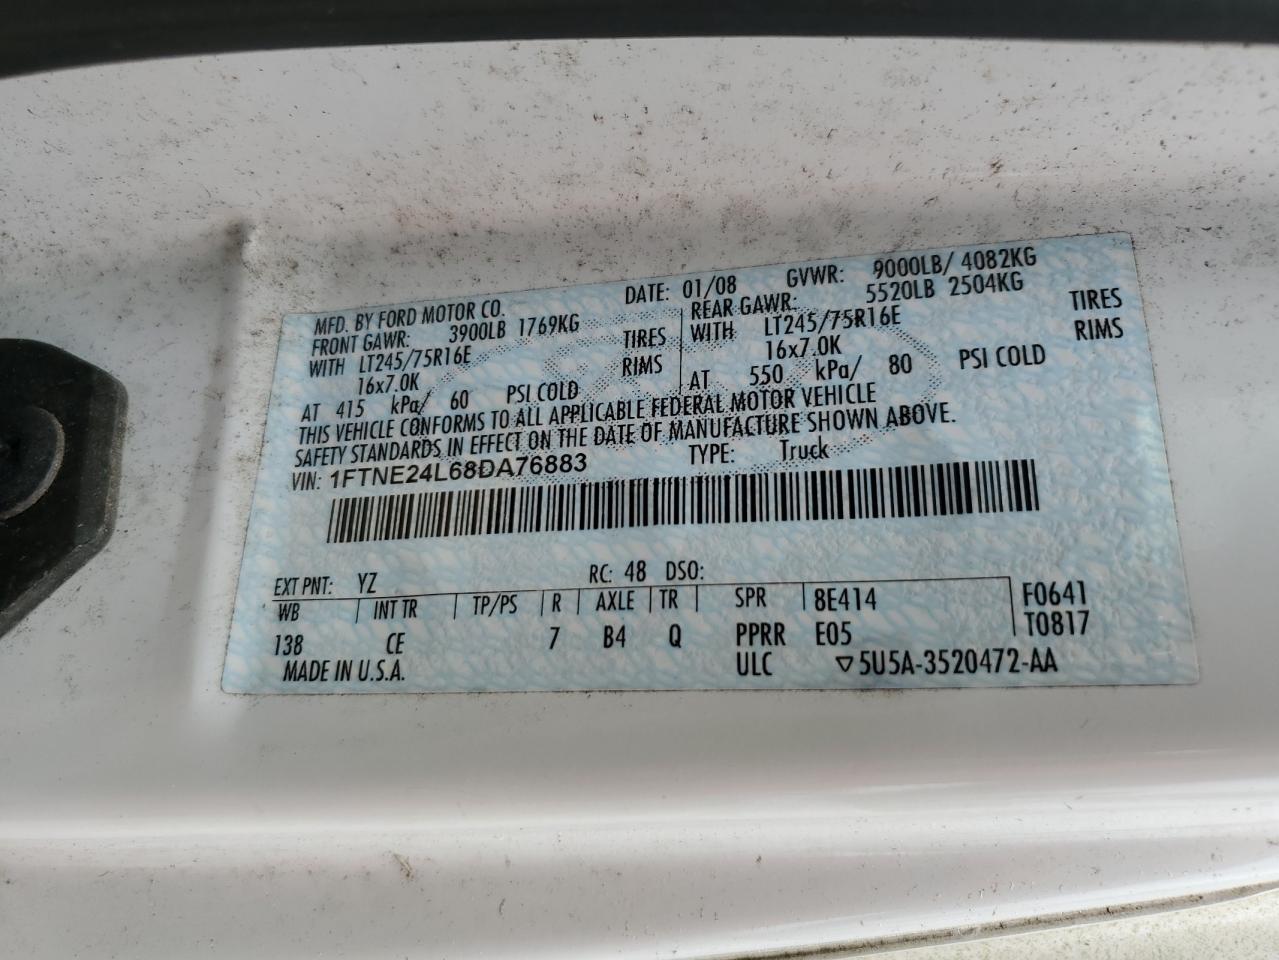 MFD. BY FORD MOTOR CO. DATE: 01/08 GVWR: 9000LB/ 4082KG
FRONT GAWR: 3900LB 1769KG REAR GAWR: 5520LB 2504KG
WITH LT245/75R16E TIRES WITH LT245/75R16E TIRES
16x7.0K RIMS 16x7.0K RIMS
AT 415 kPa/ 60 PSI COLD AT 550 kPa/ 80 PSI COLD
THIS VEHICLE CONFORMS TO ALL APPLICABLE FEDERAL MOTOR VEHICLE
SAFETY STANDARDS IN EFFECT ON THE DATE OF MANUFACTURE SHOWN ABOVE.
VIN: 1FTNE24L68DA76883 TYPE: Truck
EXT PNT: YZ RC: 48 DSO:
WB INT TR TP/PS R AXLE TR SPR 8E414 F0641
138 CE 7 B4 Q PPRR E05 T0817
MADE IN U.S.A. ULC ▽5U5A-3520472-AA